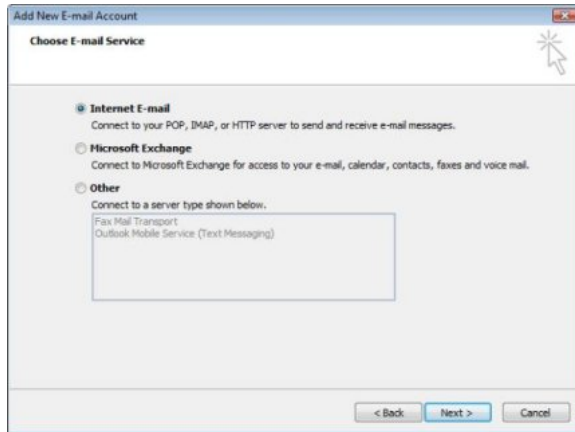 Add New E-mail Account
Choose E-mail Service
Internet E-mail
Connect to your POP, IMAP, or HTTP server to send and receive e-mail messages.
Microsoft Exchange
Connect to Microsoft Exchange for access to your e-mail, calendar, contacts, faxes and voice mail.
Other
Connect to a server type shown below.
Fax Mail Transport
Outlook Mobile Service (Text Messaging)
< Back Next > Cancel